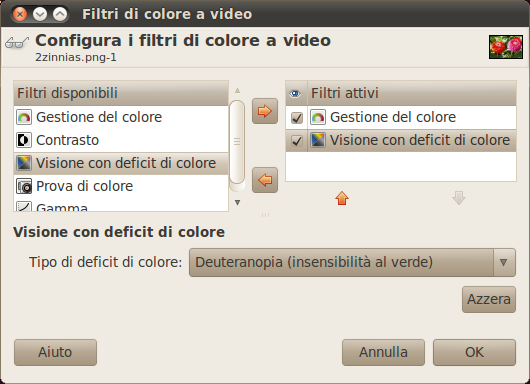 Filtri di colore a video
Configura i filtri di colore a video
2zinnias.png-1
Filtri disponibili
Gestione del colore
Contrasto
Visione con deficit di colore
Prova di colore
Gamma
Filtri attivi
Gestione del colore
Visione con deficit di colore
Visione con deficit di colore
Tipo di deficit di colore: Deuteranopia (insensibilità al verde)
Azzera
Aiuto Annulla OK